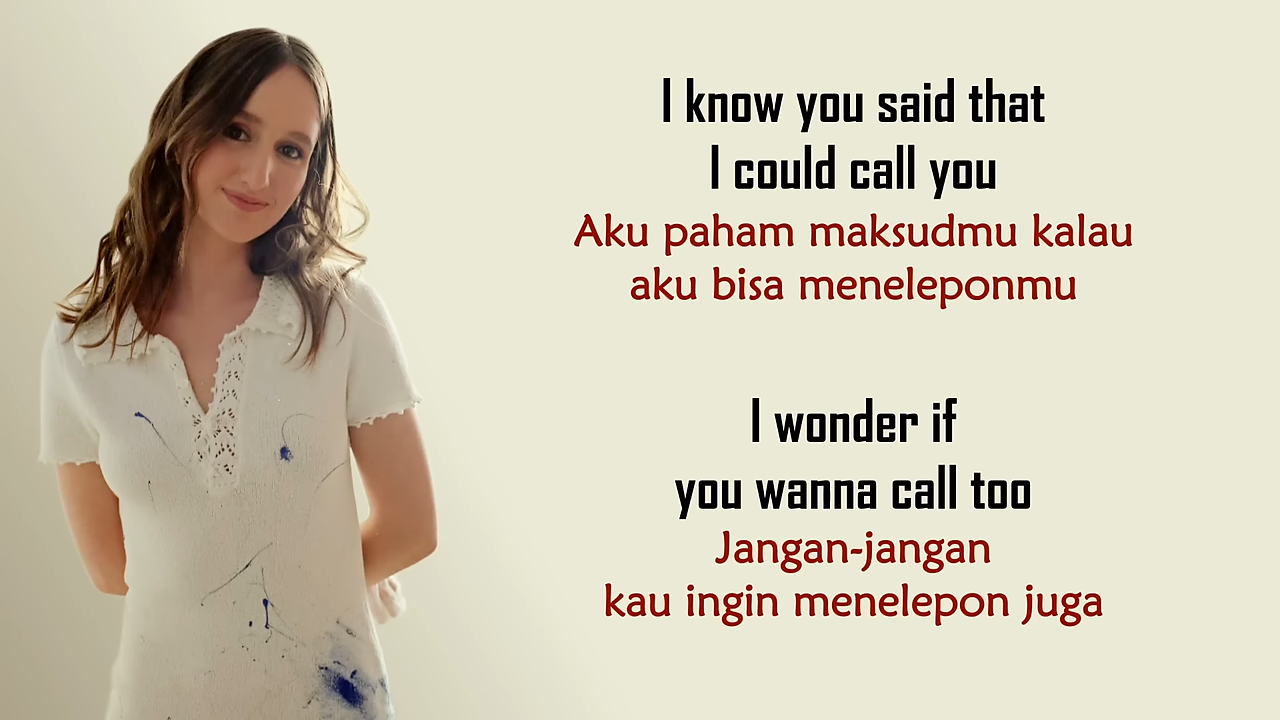 I know you said that
I could call you
Aku paham maksudmu kalau
aku bisa meneleponmu
I wonder if
you wanna call too
Jangan-jangan
kau ingin menelepon juga